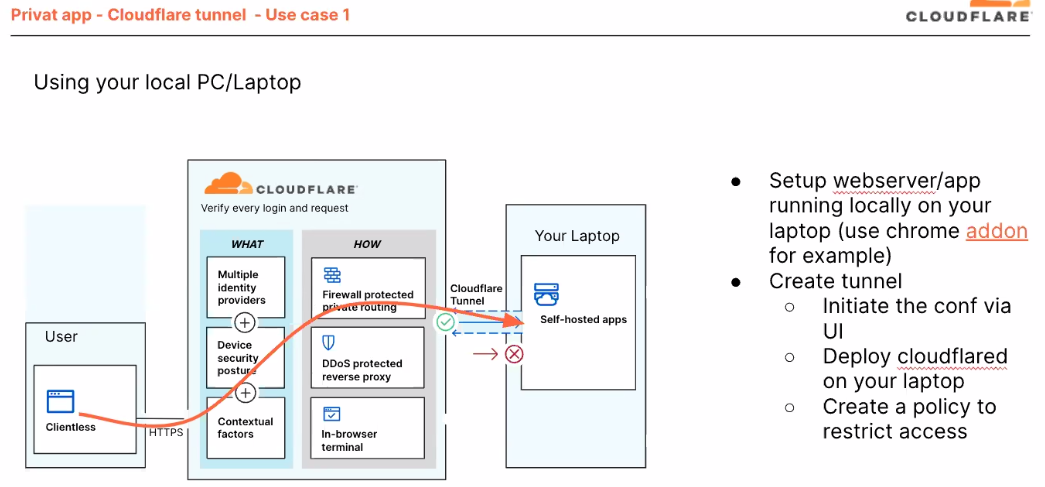 Privat app - Cloudflare tunnel - Use case 1
CLOUDFLARE
Using your local PC/Laptop
CLOUDFLARE
Verify every login and request
WHAT
Multiple
identity
providers
Device
security
posture
Contextual
factors
HOW
Firewall protected
private routing
DDoS protected
reverse proxy
In-browser
terminal
User
Clientless
HTTPS
Cloudflare
Tunnel
Your Laptop
Self-hosted apps
● Setup webserver/app
running locally on your
laptop (use chrome addon
for example)
● Create tunnel
○ Initiate the conf via
UI
○ Deploy cloudflared
on your laptop
○ Create a policy to
restrict access